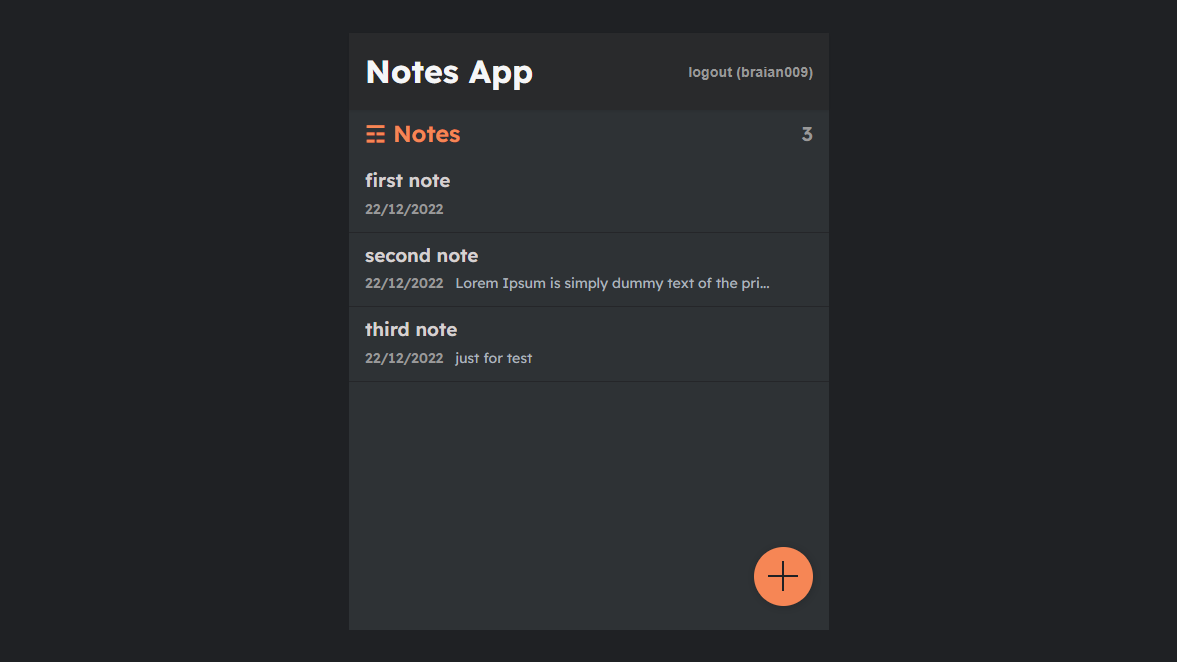 Notes App
logout (braian009)
☶ Notes
3
first note
22/12/2022
second note
22/12/2022 Lorem Ipsum is simply dummy text of the pri...
third note
22/12/2022 just for test